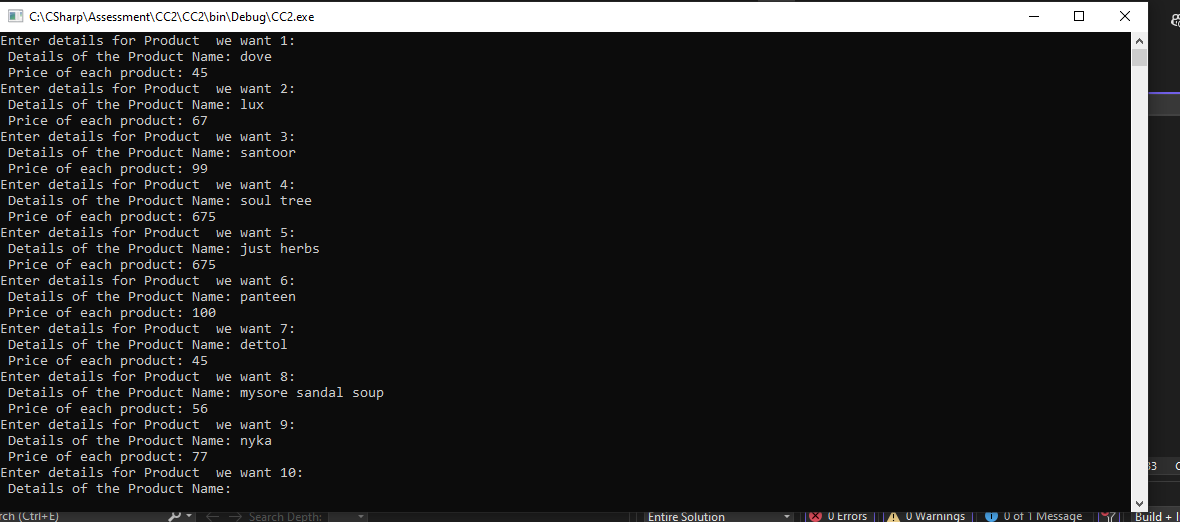 C:\CSharp\Assessment\CC2\CC2\bin\Debug\CC2.exe
Enter details for Product  we want 1:
 Details of the Product Name: dove
 Price of each product: 45
Enter details for Product  we want 2:
 Details of the Product Name: lux
 Price of each product: 67
Enter details for Product  we want 3:
 Details of the Product Name: santoor
 Price of each product: 99
Enter details for Product  we want 4:
 Details of the Product Name: soul tree
 Price of each product: 675
Enter details for Product  we want 5:
 Details of the Product Name: just herbs
 Price of each product: 675
Enter details for Product  we want 6:
 Details of the Product Name: panteen
 Price of each product: 100
Enter details for Product  we want 7:
 Details of the Product Name: dettol
 Price of each product: 45
Enter details for Product  we want 8:
 Details of the Product Name: mysore sandal soup
 Price of each product: 56
Enter details for Product  we want 9:
 Details of the Product Name: nyka
 Price of each product: 77
Enter details for Product  we want 10:
 Details of the Product Name:
rch (Ctrl+E) Search Depth: Entire Solution 0 Errors 0 Warnings 0 of 1 Message Build + I